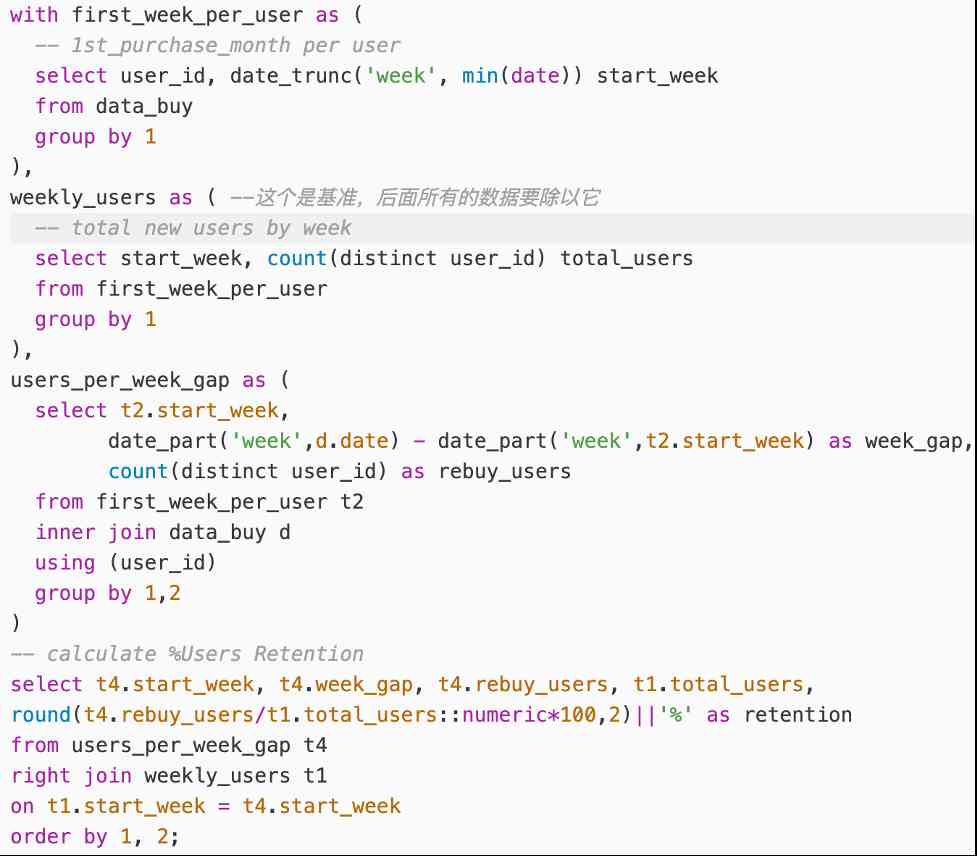 with first_week_per_user as (
-- 1st_purchase_month per user
select user_id, date_trunc('week', min(date)) start_week
from data_buy
group by 1
),
weekly_users as ( --这个是基准，后面所有的数据要除以它
-- total new users by week
select start_week, count(distinct user_id) total_users
from first_week_per_user
group by 1
),
users_per_week_gap as (
select t2.start_week,
date_part('week',d.date) - date_part('week',t2.start_week) as week_gap,
count(distinct user_id) as rebuy_users
from first_week_per_user t2
inner join data_buy d
using (user_id)
group by 1,2
)
-- calculate %Users Retention
select t4.start_week, t4.week_gap, t4.rebuy_users, t1.total_users,
round(t4.rebuy_users/t1.total_users::numeric*100,2)||'%' as retention
from users_per_week_gap t4
right join weekly_users t1
on t1.start_week = t4.start_week
order by 1, 2;